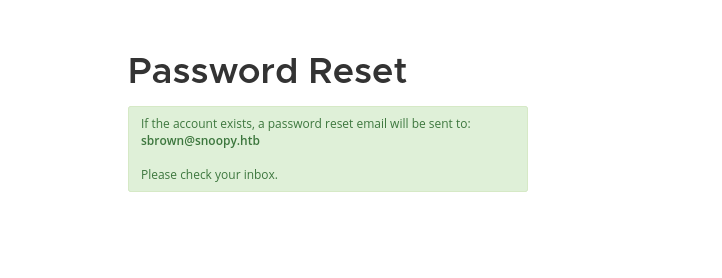 Password Reset
If the account exists, a password reset email will be sent to:
sbrown@snoopy.htb
Please check your inbox.